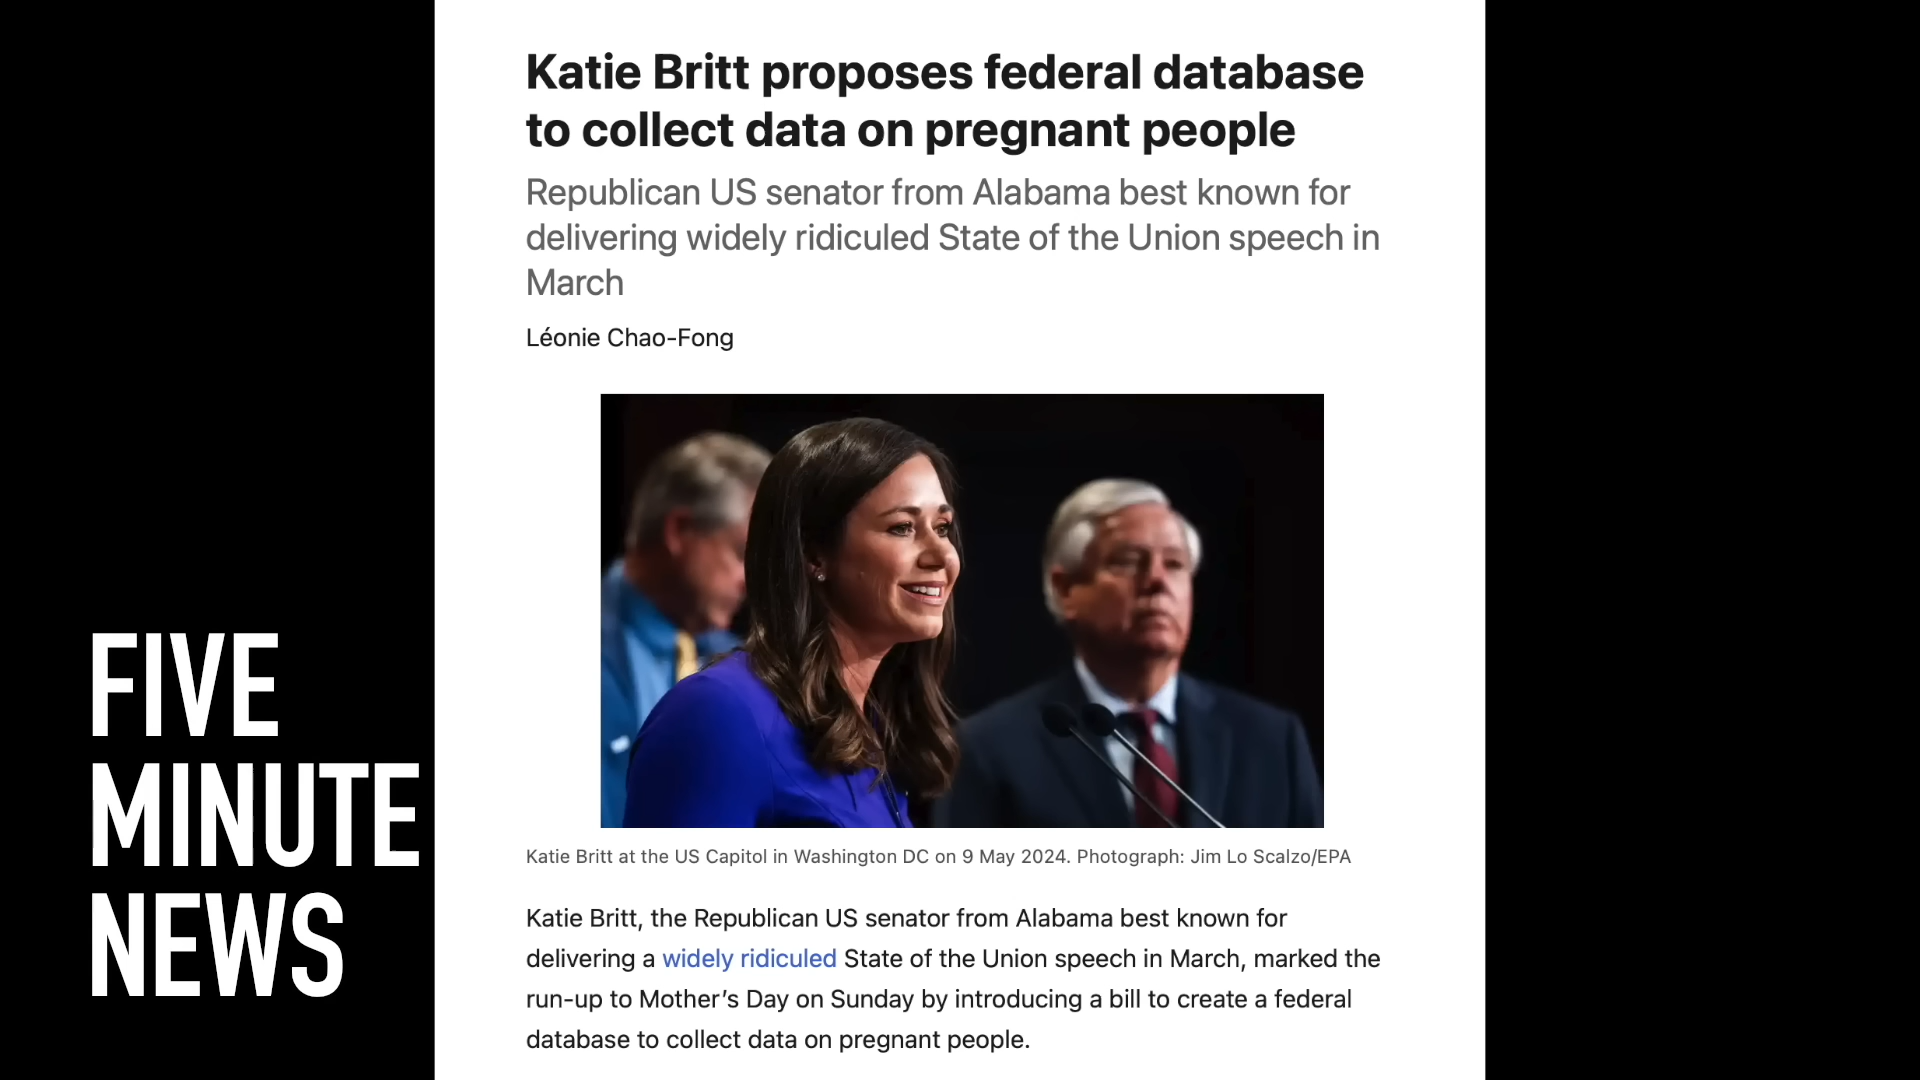 Katie Britt proposes federal database
to collect data on pregnant people
Republican US senator from Alabama best known for
delivering widely ridiculed State of the Union speech in
March
Léonie Chao-Fong
Katie Britt at the US Capitol in Washington DC on 9 May 2024. Photograph: Jim Lo Scalzo/EPA
Katie Britt, the Republican US senator from Alabama best known for
delivering a widely ridiculed State of the Union speech in March, marked the
run-up to Mother’s Day on Sunday by introducing a bill to create a federal
database to collect data on pregnant people.
FIVE
MINUTE
NEWS